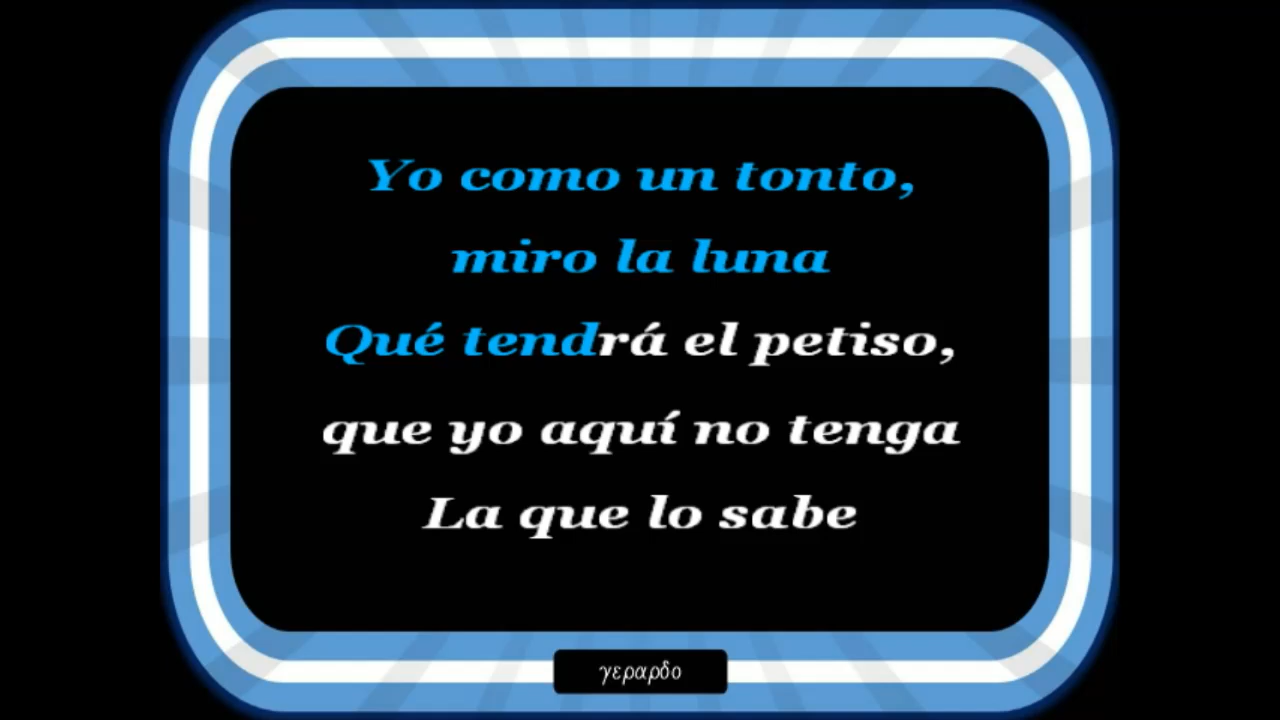 Yo como un tonto,
miro la luna
Qué tendrá el petiso,
que yo aquí no tenga
La que lo sabe
γεραρδο